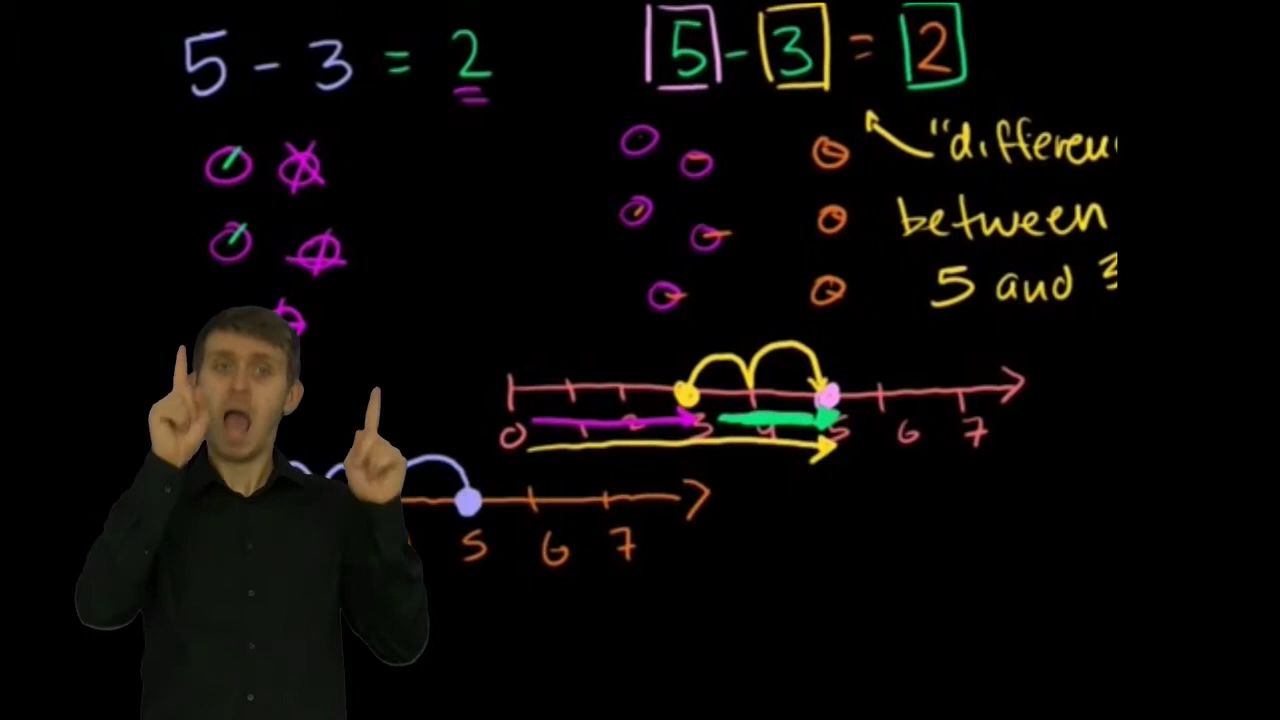 5 - 3 = 2
5 - 3 = 2
"differen
between
5 and 3
0 1 2 3 4 5 6 7
5 6 7